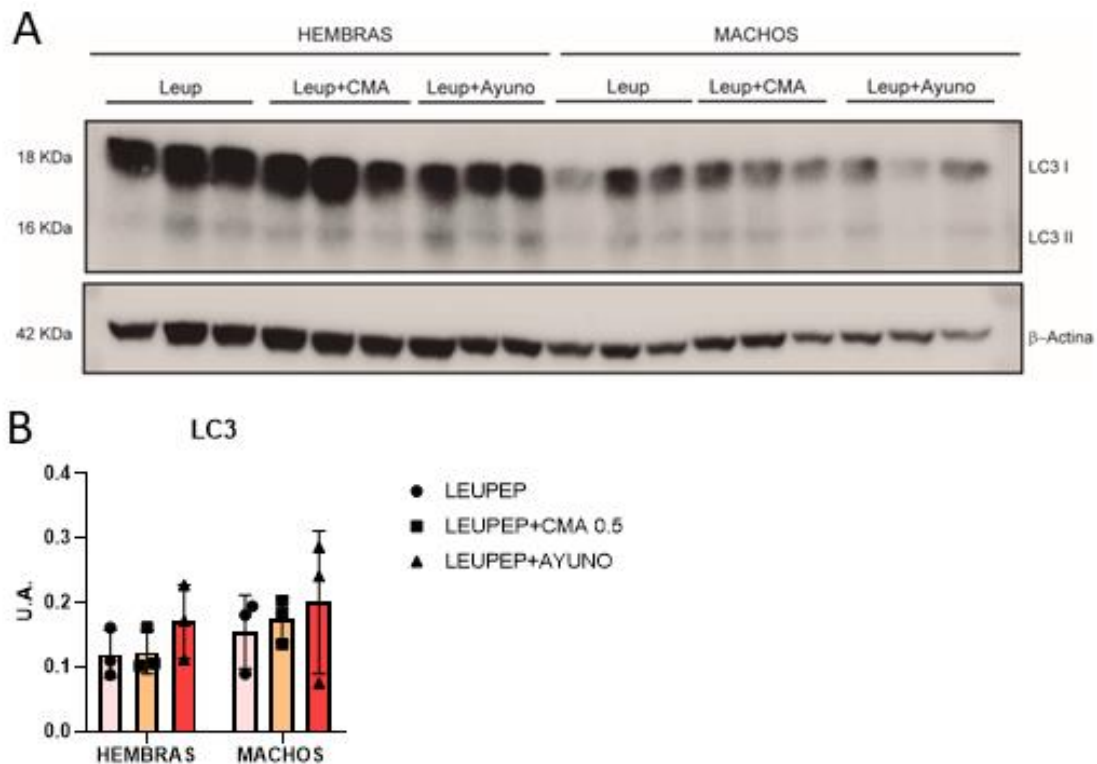 A
HEMBRAS MACHOS
Leup Leup+CMA Leup+Ayuno Leup Leup+CMA Leup+Ayuno
18 KDa LC3 I
16 KDa LC3 II
42 KDa β-Actina
B
LC3
0.4
0.3
0.2
0.1
0.0
U.A.
LEUPEP
LEUPEP+CMA 0.5
LEUPEP+AYUNO
HEMBRAS MACHOS